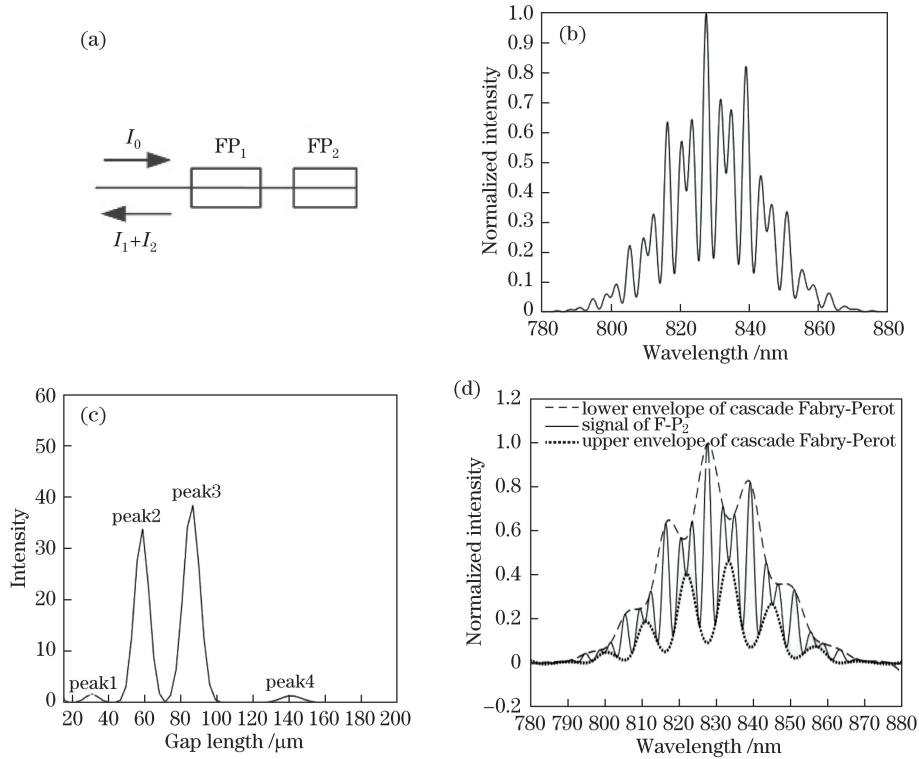 (a)
I0
FP1
FP2
I1+I2
(b)
Normalized intensity
1.0
0.9
0.8
0.7
0.6
0.5
0.4
0.3
0.2
0.1
0
780 800 820 840 860 880
Wavelength /nm
(c)
Intensity
60
50
40
30
20
10
0
peak1
peak2
peak3
peak4
20 40 60 80 100 120 140 160 180 200
Gap length /μm
(d)
Normalized intensity
1.2
1.0
0.8
0.6
0.4
0.2
0
−0.2
lower envelope of cascade Fabry-Perot
signal of F-P2
upper envelope of cascade Fabry-Perot
780 790 800 810 820 830 840 850 860 870 880
Wavelength /nm